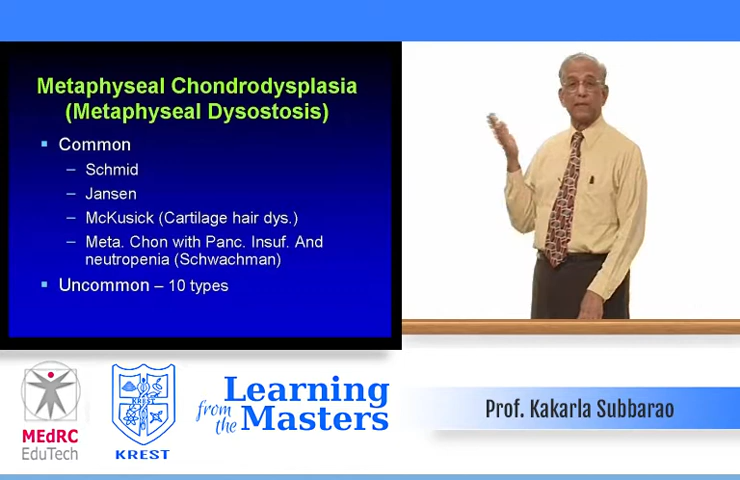 Metaphyseal Chondrodysplasia
(Metaphyseal Dysostosis)
▪ Common
– Schmid
– Jansen
– McKusick (Cartilage hair dys.)
– Meta. Chon with Panc. Insuf. And
neutropenia (Schwachman)
▪ Uncommon – 10 types
MEdRC
EduTech
KREST
KREST
Learning
from the
Masters
Prof. Kakarla Subbarao